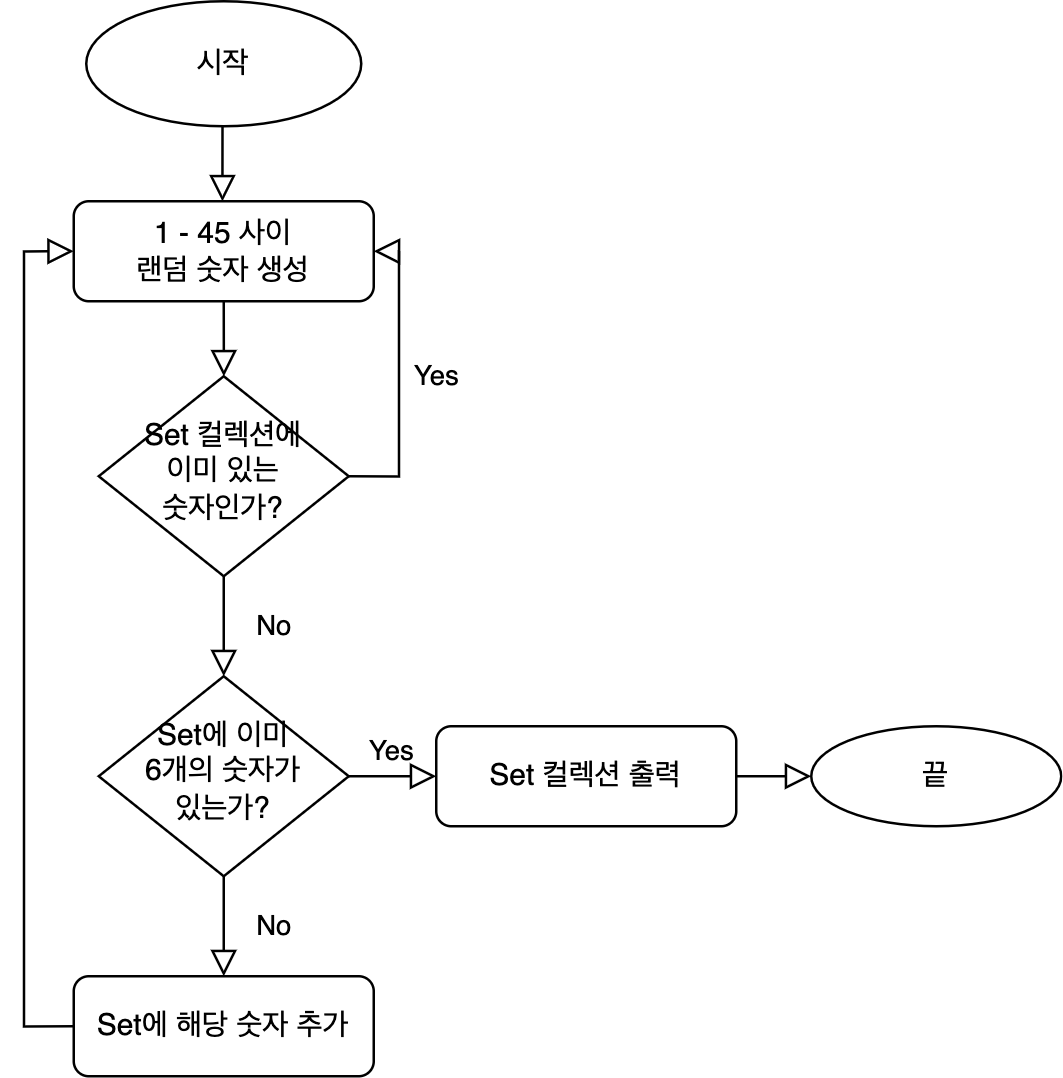 시작
1 - 45 사이
랜덤 숫자 생성
Yes
Set 컬렉션에
이미 있는
숫자인가?
No
Set에 이미
6개의 숫자가
있는가?
Yes
Set 컬렉션 출력
끝
No
Set에 해당 숫자 추가